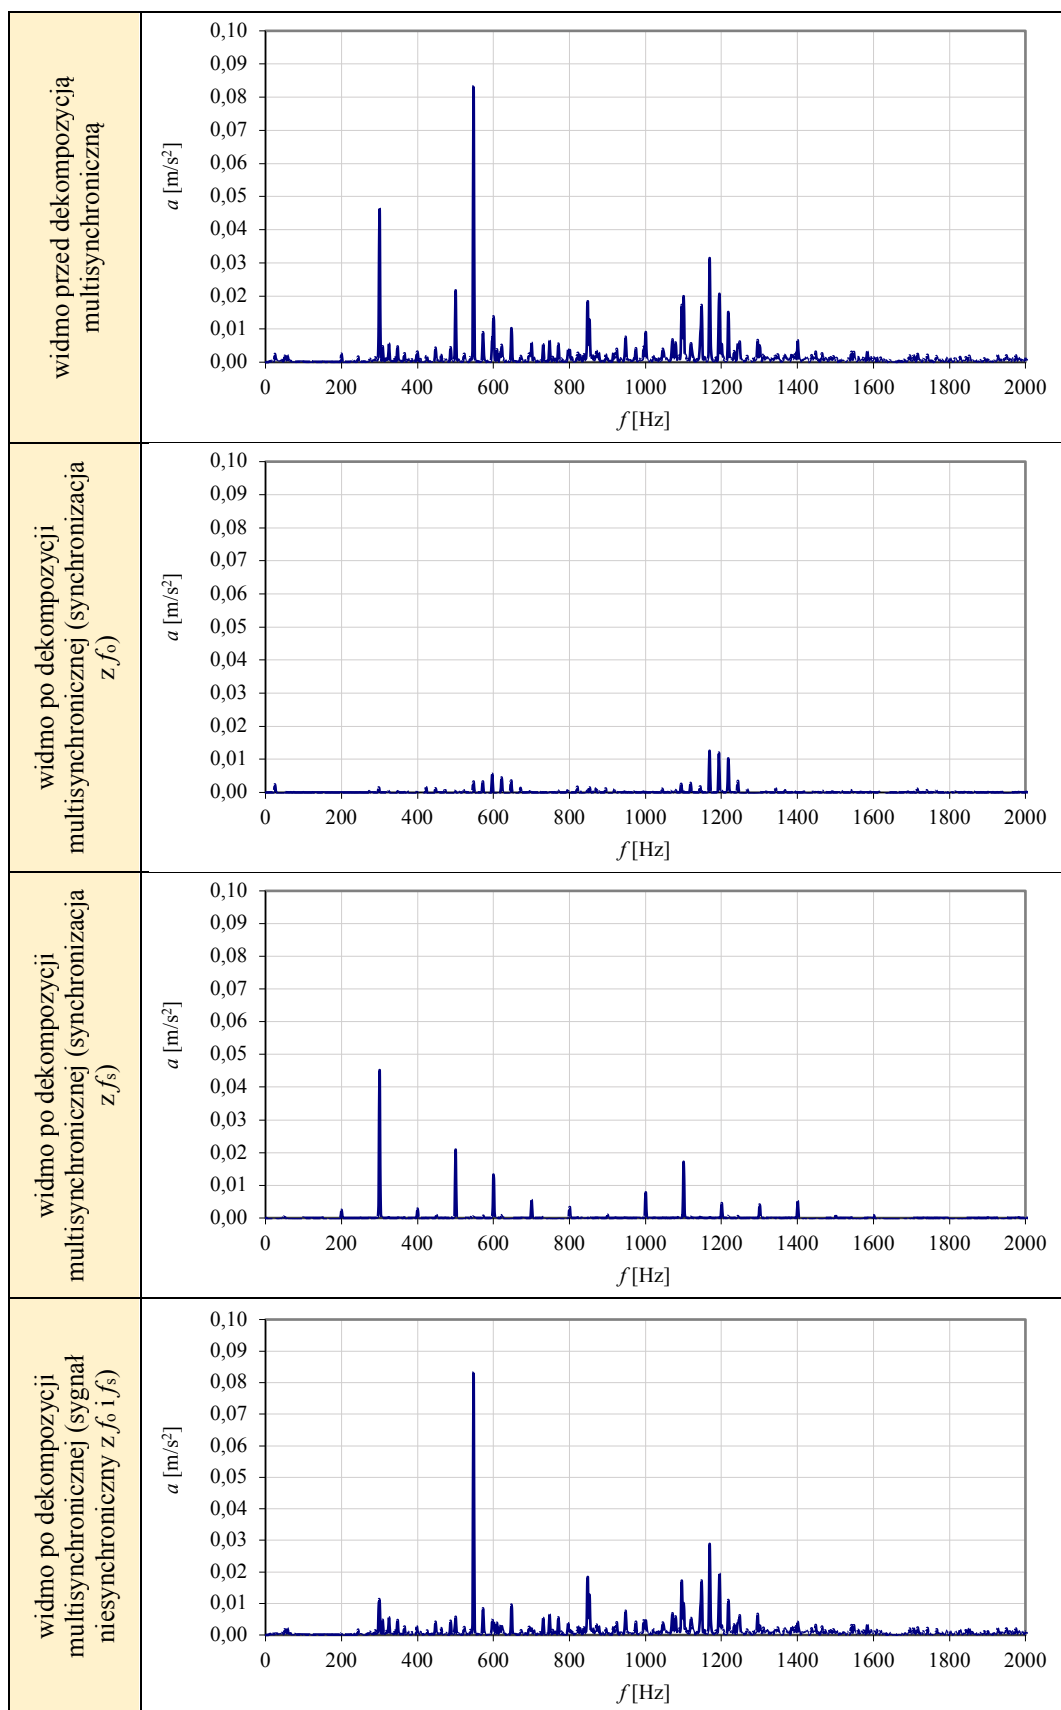 widmo przed dekompozycją
multisynchroniczną
0,10
0,09
0,08
0,07
0,06
0,05
0,04
0,03
0,02
0,01
0,00
a [m/s²]
0 200 400 600 800 1000 1200 1400 1600 1800 2000
f [Hz]
widmo po dekompozycji
multisynchronicznej (synchronizacja
z fo)
0,10
0,09
0,08
0,07
0,06
0,05
0,04
0,03
0,02
0,01
0,00
a [m/s²]
0 200 400 600 800 1000 1200 1400 1600 1800 2000
f [Hz]
widmo po dekompozycji
multisynchronicznej (synchronizacja
z fs)
0,10
0,09
0,08
0,07
0,06
0,05
0,04
0,03
0,02
0,01
0,00
a [m/s²]
0 200 400 600 800 1000 1200 1400 1600 1800 2000
f [Hz]
widmo po dekompozycji
multisynchronicznej (sygnał
niesynchroniczny z fo i fs)
0,10
0,09
0,08
0,07
0,06
0,05
0,04
0,03
0,02
0,01
0,00
a [m/s²]
0 200 400 600 800 1000 1200 1400 1600 1800 2000
f [Hz]